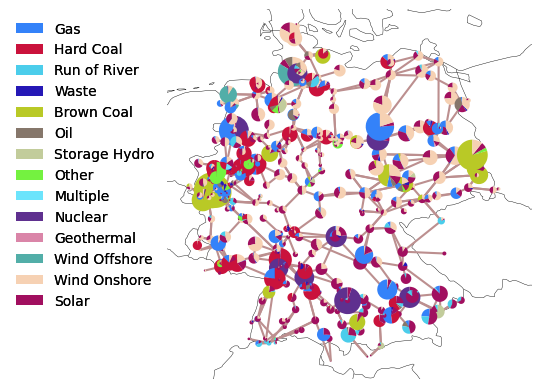 Gas
Hard Coal
Run of River
Waste
Brown Coal
Oil
Storage Hydro
Other
Multiple
Nuclear
Geothermal
Wind Offshore
Wind Onshore
Solar